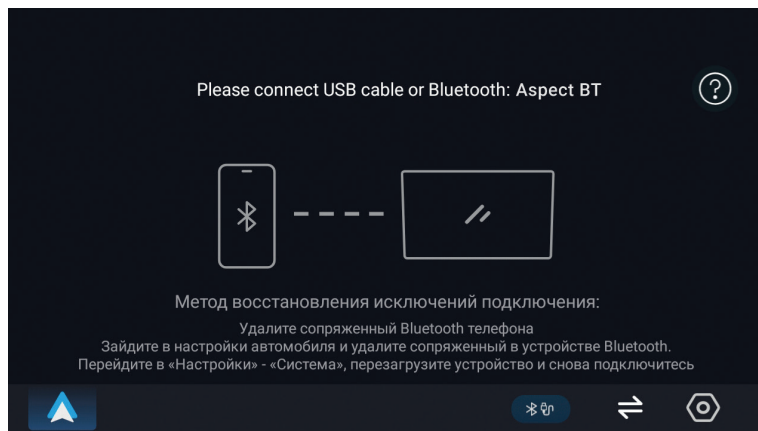 Please connect USB cable or Bluetooth: Aspect BT
Метод восстановления исключений подключения:
Удалите сопряженный Bluetooth телефона
Зайдите в настройки автомобиля и удалите сопряженный в устройстве Bluetooth.
Перейдите в «Настройки» - «Система», перезагрузите устройство и снова подключитесь